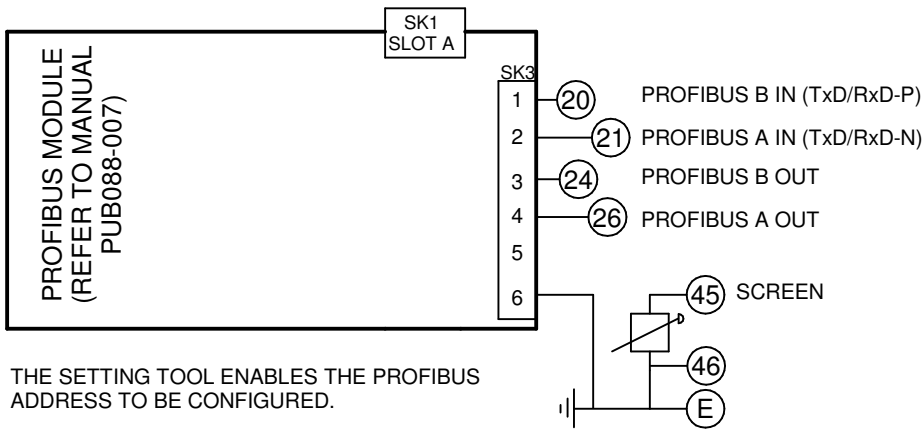 SK1
SLOT A
PROFIBUS MODULE
(REFER TO MANUAL
PUB088-007)
SK3
1
20
PROFIBUS B IN (TxD/RxD-P)
2
21
PROFIBUS A IN (TxD/RxD-N)
3
24
PROFIBUS B OUT
4
26
PROFIBUS A OUT
5
6
45
SCREEN
46
E
THE SETTING TOOL ENABLES THE PROFIBUS
ADDRESS TO BE CONFIGURED.